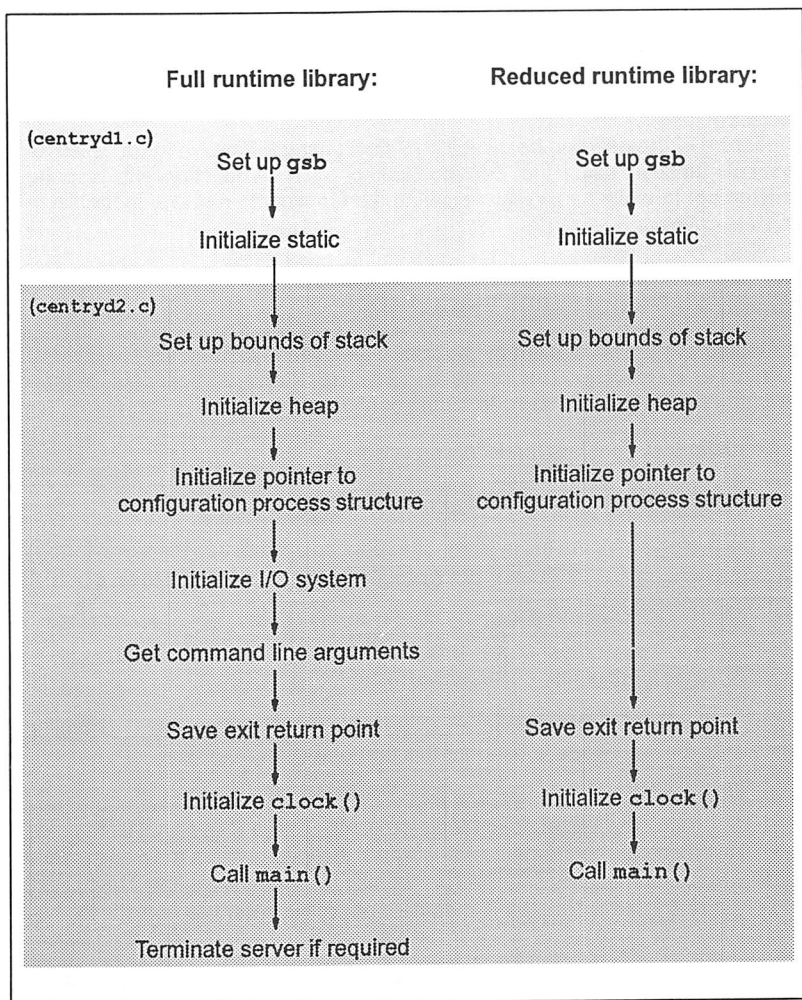 Full runtime library:
Reduced runtime library:
(centryd1.c)
Set up gsb
Set up gsb
Initialize static
Initialize static
(centryd2.c)
Set up bounds of stack
Set up bounds of stack
Initialize heap
Initialize heap
Initialize pointer to
configuration process structure
Initialize pointer to
configuration process structure
Initialize I/O system
Get command line arguments
Save exit return point
Save exit return point
Initialize clock()
Initialize clock()
Call main()
Call main()
Terminate server if required